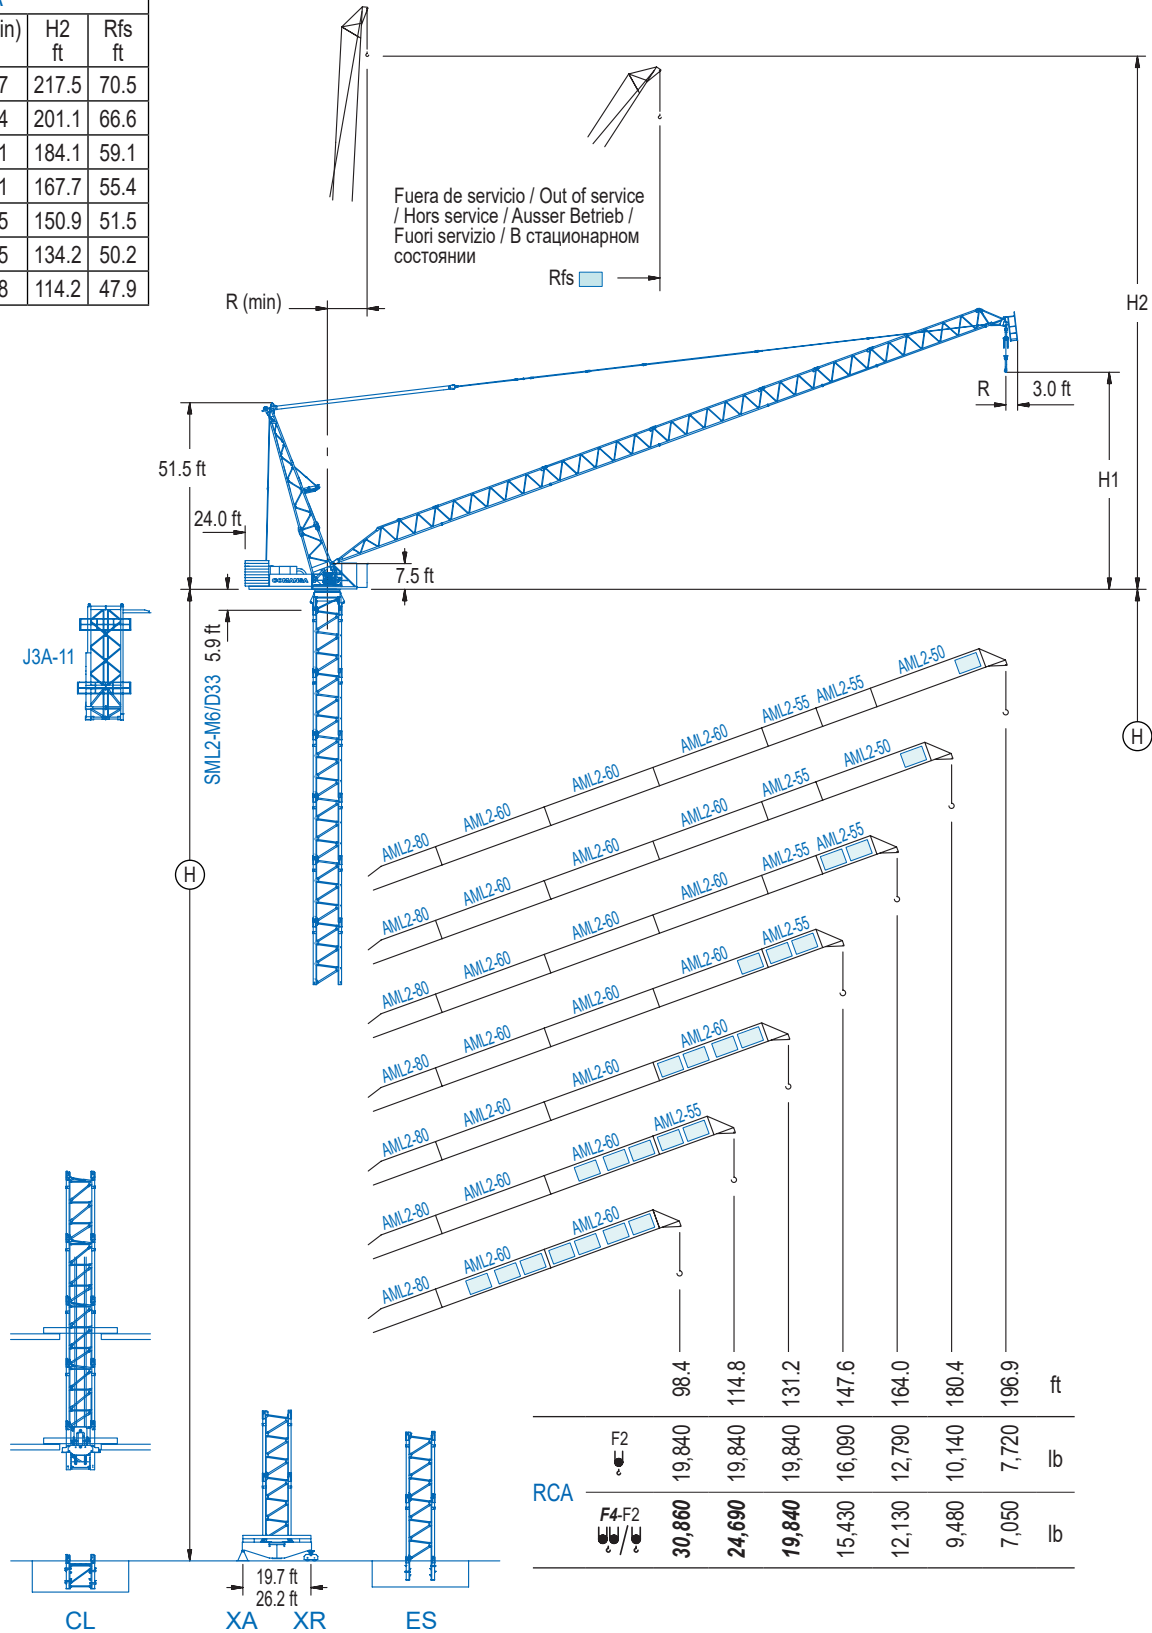 in) H2 Rfs
ft ft
7 217.5 70.5
4 201.1 66.6
1 184.1 59.1
1 167.7 55.4
5 150.9 51.5
5 134.2 50.2
8 114.2 47.9
Fuera de servicio / Out of service
/ Hors service / Ausser Betrieb /
Fuori servizio / В стационарном
состоянии
Rfs
R (min)
H2
R 3.0 ft
H1
51.5 ft
24.0 ft
COMANSA
7.5 ft
5.9 ft
SML2-M6/D33
J3A-11
H
H
AML2-80 AML2-60 AML2-60 AML2-60 AML2-55 AML2-55 AML2-50
AML2-80 AML2-60 AML2-60 AML2-60 AML2-55 AML2-50
AML2-80 AML2-60 AML2-60 AML2-60 AML2-55 AML2-55
AML2-80 AML2-60 AML2-60 AML2-60 AML2-55
AML2-80 AML2-60 AML2-60 AML2-60
AML2-80 AML2-60 AML2-60 AML2-55
AML2-80 AML2-60 AML2-60
98.4 114.8 131.2 147.6 164.0 180.4 196.9 ft
RCA
F2 19,840 19,840 19,840 16,090 12,790 10,140 7,720 lb
F4-F2 30,860 24,690 19,840 15,430 12,130 9,480 7,050 lb
19.7 ft
26.2 ft
CL XA XR ES